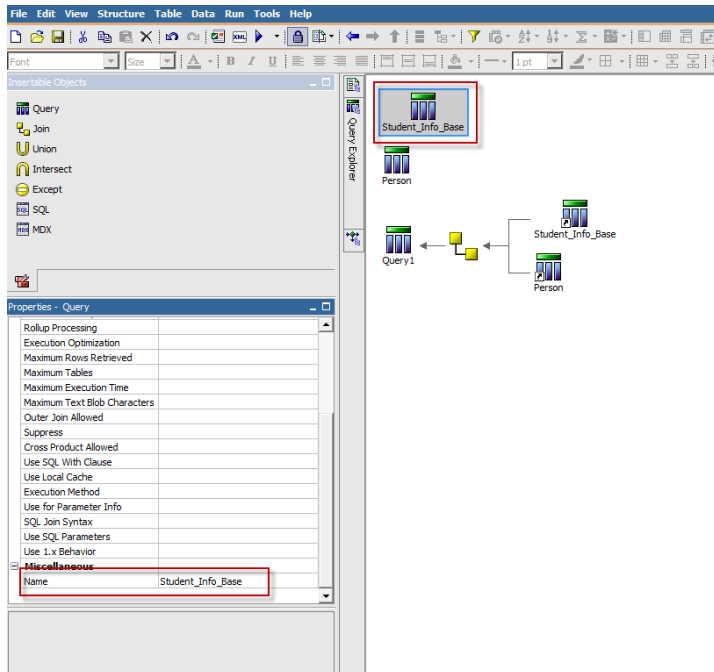 File Edit View Structure Table Data Run Tools Help
Font Size A B I U 1 pt
Insertable Objects
Query
Join
Union
Intersect
Except
SQL SQL
MDX MDX
Query Explorer
Student_Info_Base
Person
Student_Info_Base
Query1
Person
Properties - Query
Rollup Processing
Execution Optimization
Maximum Rows Retrieved
Maximum Tables
Maximum Execution Time
Maximum Text Blob Characters
Outer Join Allowed
Suppress
Cross Product Allowed
Use SQL With Clause
Use Local Cache
Execution Method
Use for Parameter Info
SQL Join Syntax
Use SQL Parameters
Use 1.x Behavior
Miscellaneous
Name Student_Info_Base